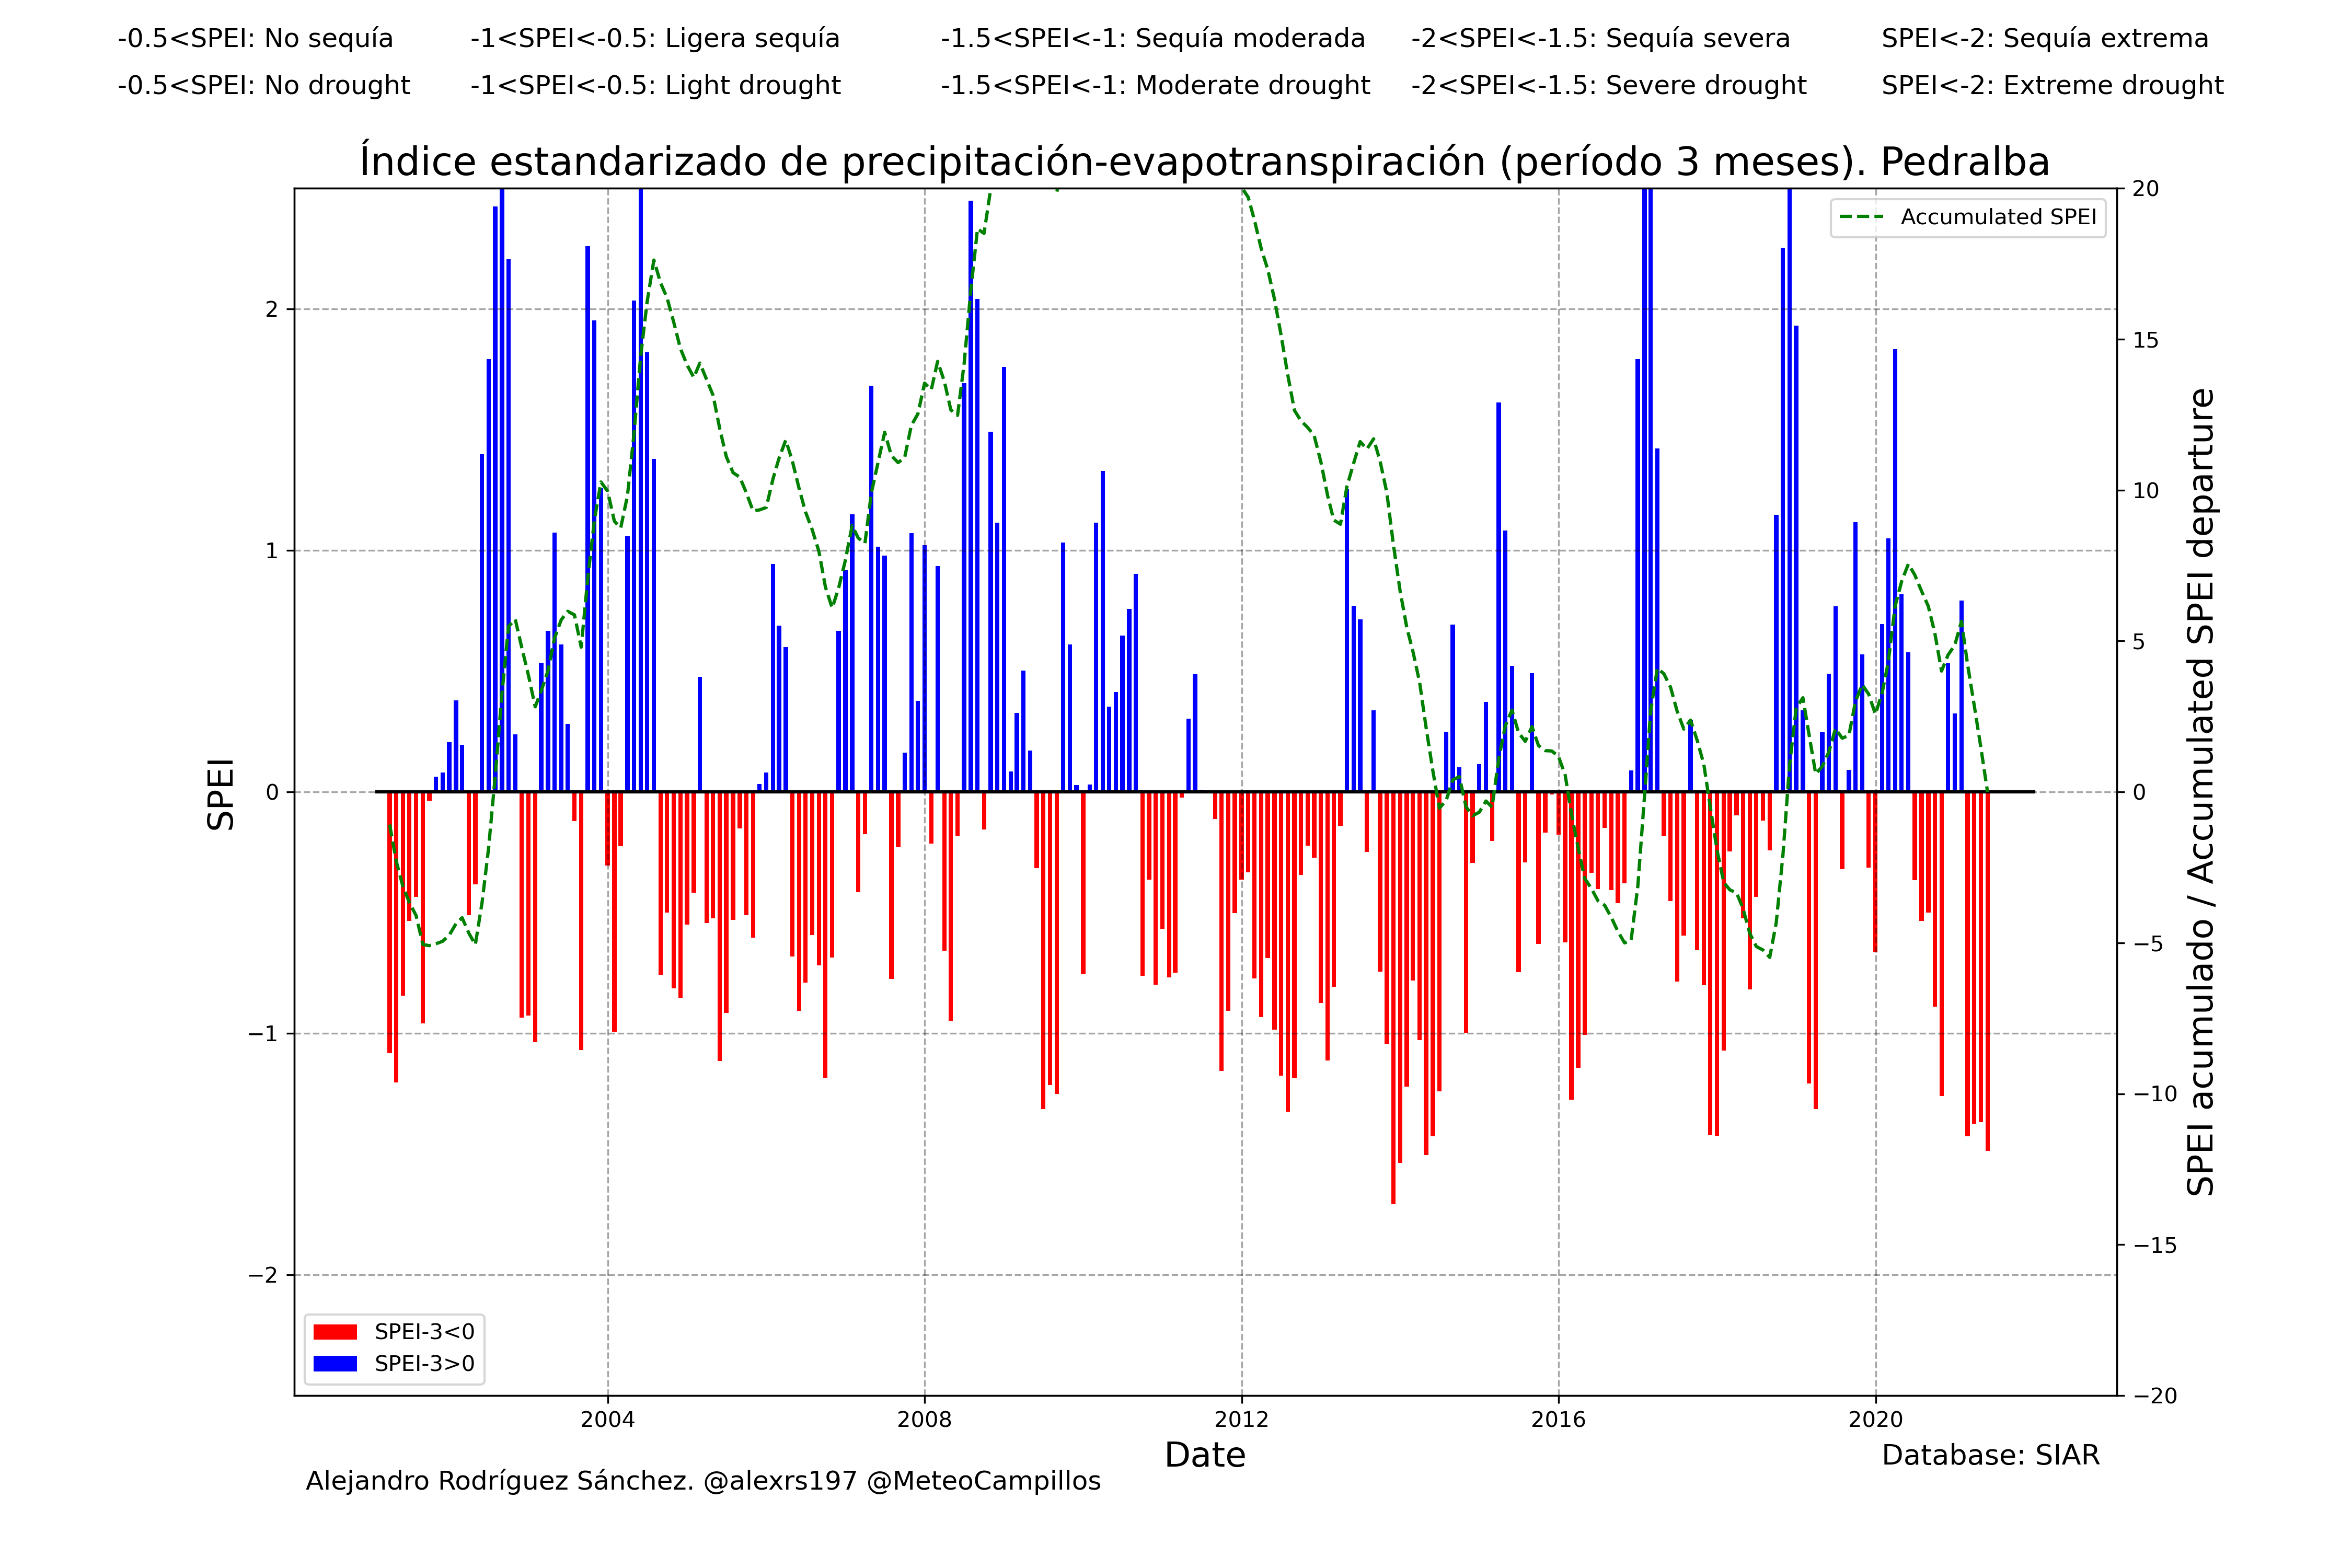 -0.5<SPEI: No sequía
-1<SPEI<-0.5: Ligera sequía
-1.5<SPEI<-1: Sequía moderada
-2<SPEI<-1.5: Sequía severa
SPEI<-2: Sequía extrema
-0.5<SPEI: No drought
-1<SPEI<-0.5: Light drought
-1.5<SPEI<-1: Moderate drought
-2<SPEI<-1.5: Severe drought
SPEI<-2: Extreme drought
Índice estandarizado de precipitación-evapotranspiración (período 3 meses). Pedralba
Accumulated SPEI
SPEI
2
1
0
−1
−2
20
15
10
5
0
−5
−10
−15
−20
SPEI acumulado / Accumulated SPEI departure
SPEI-3<0
SPEI-3>0
2004
2008
2012
2016
2020
Date
Database: SIAR
Alejandro Rodríguez Sánchez. @alexrs197 @MeteoCampillos